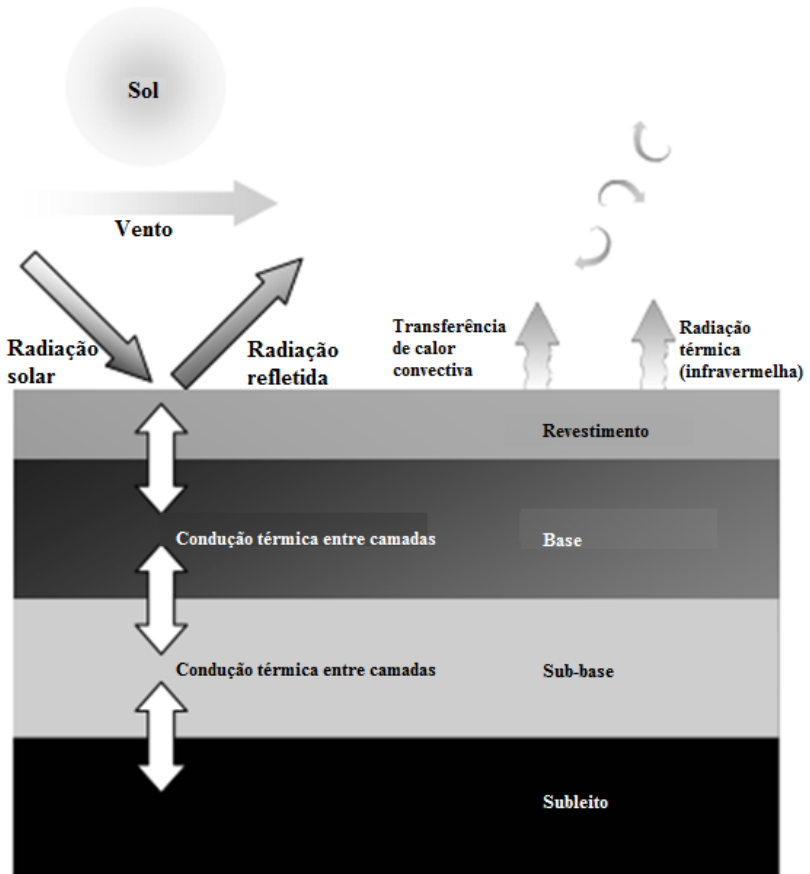 Sol
Vento
Radiação
solar
Radiação
refletida
Transferência
de calor
convectiva
Radiação
térmica
(infravermelha)
Revestimento
Condução térmica entre camadas
Base
Condução térmica entre camadas
Sub-base
Subleito